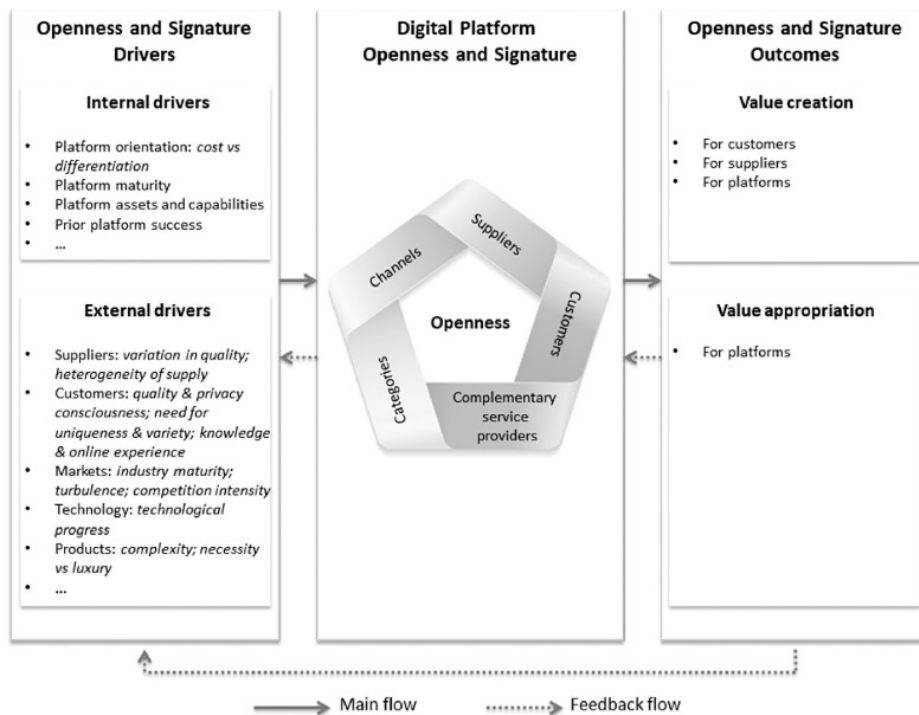 Openness and Signature
Drivers
Internal drivers
• Platform orientation: cost vs
differentiation
• Platform maturity
• Platform assets and capabilities
• Prior platform success
• ...
External drivers
• Suppliers: variation in quality;
heterogeneity of supply
• Customers: quality & privacy
consciousness; need for
uniqueness & variety; knowledge
& online experience
• Markets: industry maturity;
turbulence; competition intensity
• Technology: technological
progress
• Products: complexity; necessity
vs luxury
• ...
Digital Platform
Openness and Signature
Channels
Suppliers
Customers
Complementary
service
providers
Categories
Openness
Openness and Signature
Outcomes
Value creation
• For customers
• For suppliers
• For platforms
Value appropriation
• For platforms
Main flow
Feedback flow